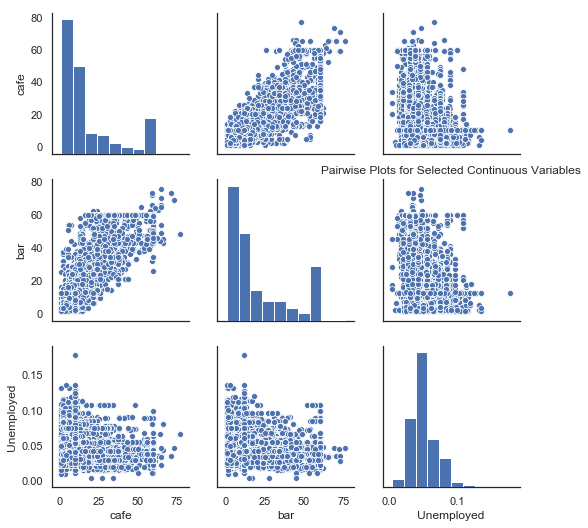 80
60
40
20
0
cafe
Pairwise Plots for Selected Continuous Variables
80
60
40
20
0
bar
0.15
0.10
0.05
0.00
Unemployed
0 25 50 75
0 25 50 75
0.0 0.1
cafe bar Unemployed